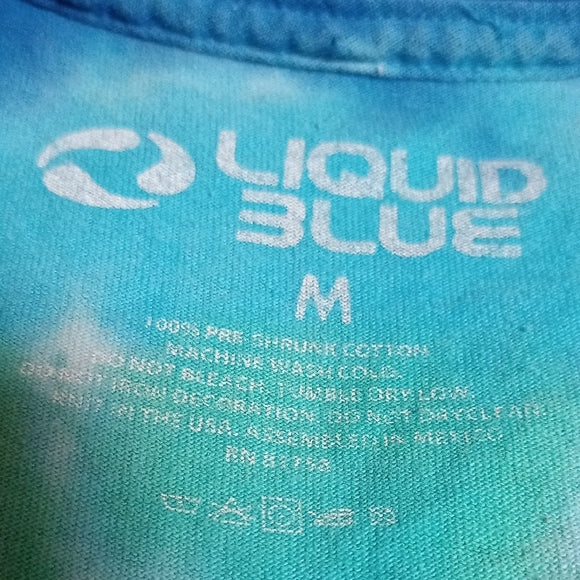 LIQUID
BLUE
M
100% PRE-SHRUNK COTTON
MACHINE WASH COLD.
DO NOT BLEACH. TUMBLE DRY LOW.
DO NOT IRON DECORATION. DO NOT DRYCLEAN
KNIT IN THE USA. ASSEMBLED IN MEXICO
RN